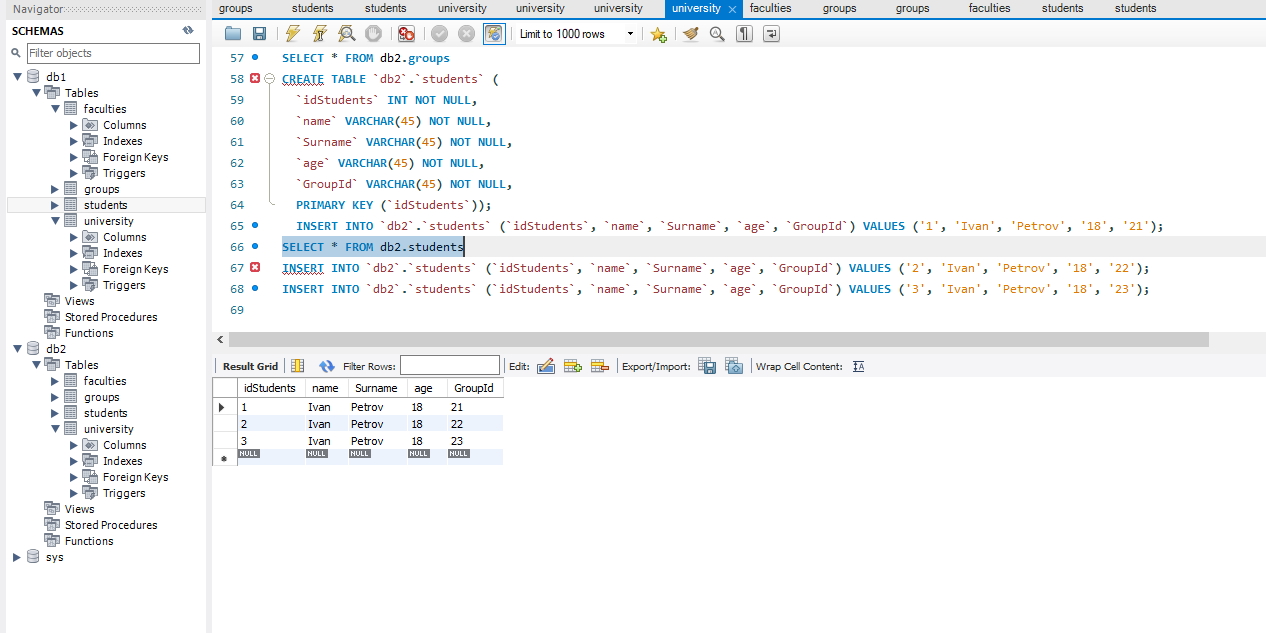 Navigator
groups students students university university university university faculties groups groups faculties students students
SCHEMAS
Filter objects
db1
Tables
faculties
Columns
Indexes
Foreign Keys
Triggers
groups
students
university
Columns
Indexes
Foreign Keys
Triggers
Views
Stored Procedures
Functions
db2
Tables
faculties
groups
students
university
Columns
Indexes
Foreign Keys
Triggers
Views
Stored Procedures
Functions
sys
Limit to 1000 rows
57 SELECT * FROM db2.groups
58 CREATE TABLE `db2`.`students` (
59 `idStudents` INT NOT NULL,
60 `name` VARCHAR(45) NOT NULL,
61 `Surname` VARCHAR(45) NOT NULL,
62 `age` VARCHAR(45) NOT NULL,
63 `GroupId` VARCHAR(45) NOT NULL,
64 PRIMARY KEY (`idStudents`));
65 INSERT INTO `db2`.`students` (`idStudents`, `name`, `Surname`, `age`, `GroupId`) VALUES ('1', 'Ivan', 'Petrov', '18', '21');
66 SELECT * FROM db2.students
67 INSERT INTO `db2`.`students` (`idStudents`, `name`, `Surname`, `age`, `GroupId`) VALUES ('2', 'Ivan', 'Petrov', '18', '22');
68 INSERT INTO `db2`.`students` (`idStudents`, `name`, `Surname`, `age`, `GroupId`) VALUES ('3', 'Ivan', 'Petrov', '18', '23');
69
Result Grid Filter Rows: Edit: Export/Import: Wrap Cell Content:
idStudents name Surname age GroupId
1 Ivan Petrov 18 21
2 Ivan Petrov 18 22
3 Ivan Petrov 18 23
NULL NULL NULL NULL NULL